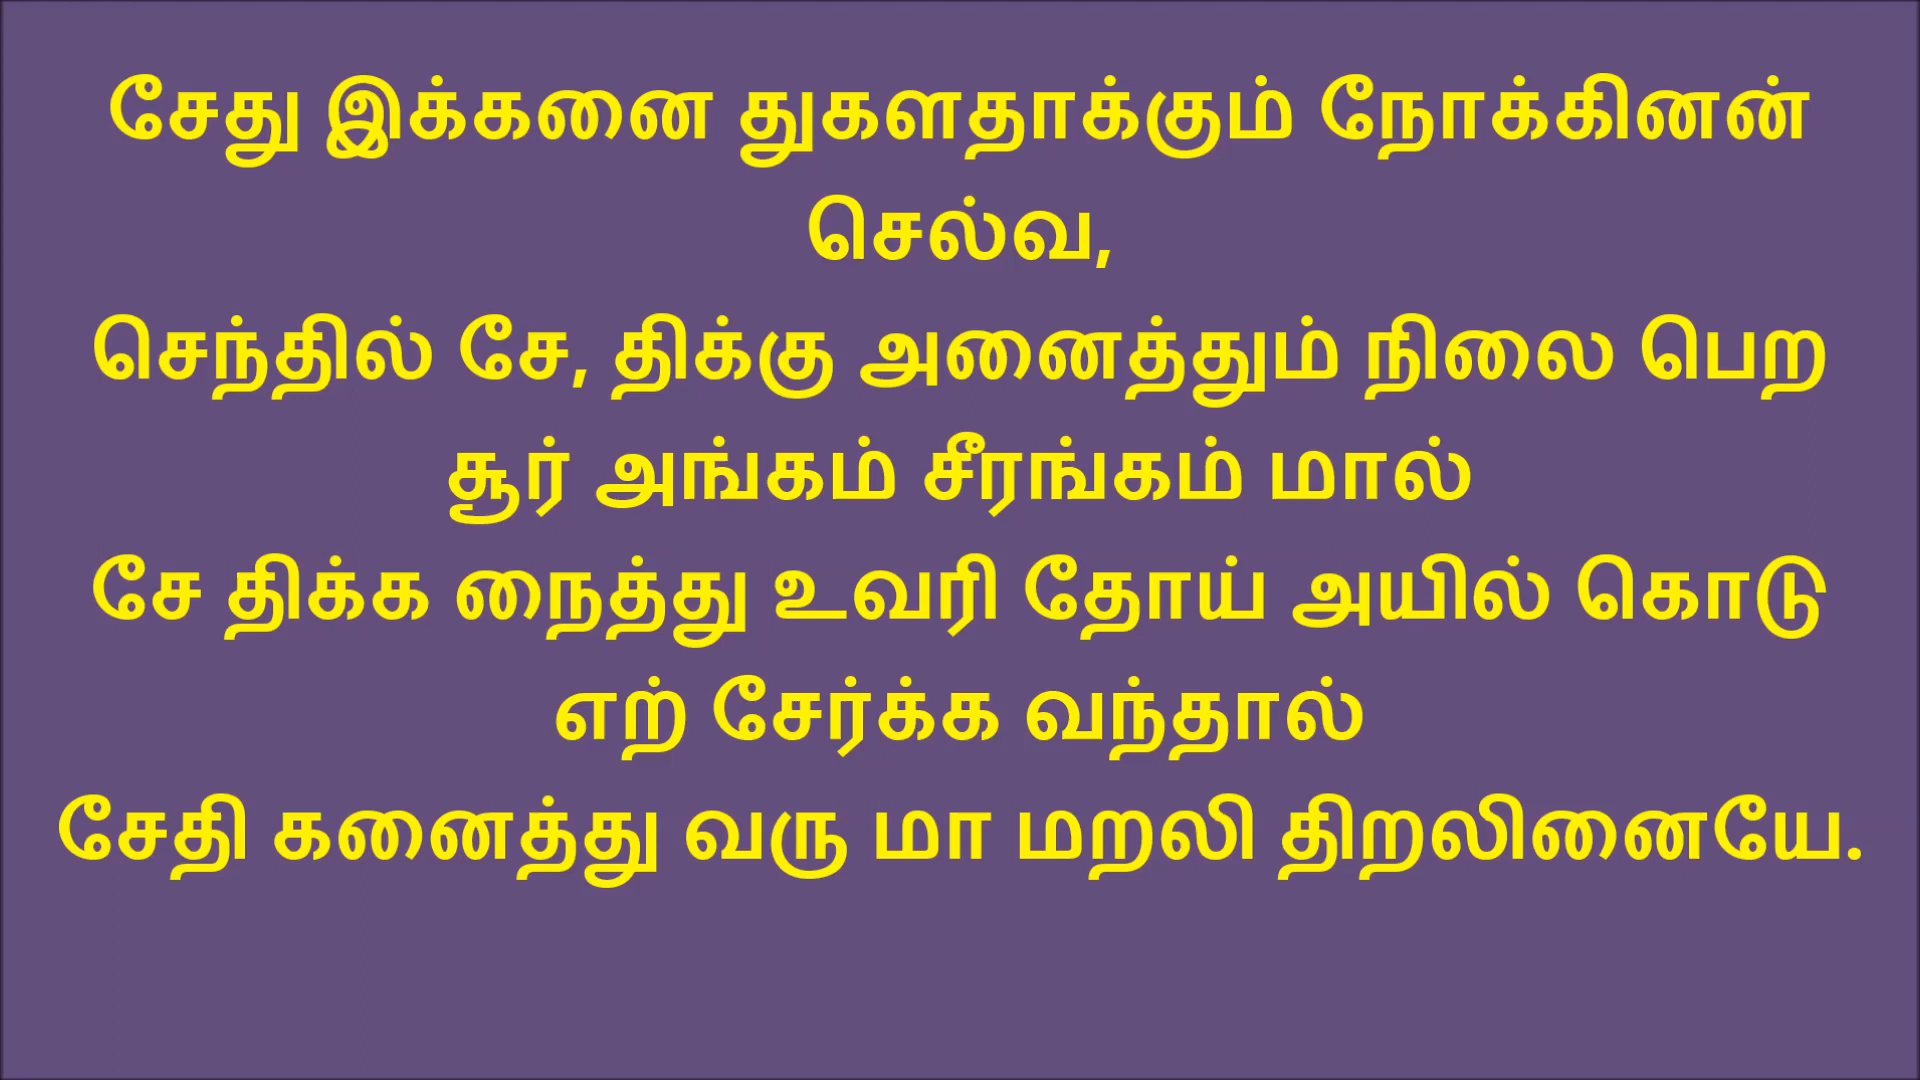 சேது இக்கனை துகளதாக்கும் நோக்கினன்
செல்வ,
செந்தில் சே, திக்கு அனைத்தும் நிலை பெற
சூர் அங்கம் சீரங்கம் மால்
சே திக்க நைத்து உவரி தோய் அயில் கொடு
எற் சேர்க்க வந்தால்
சேதி கனைத்து வரு மா மறலி திறலினையே.